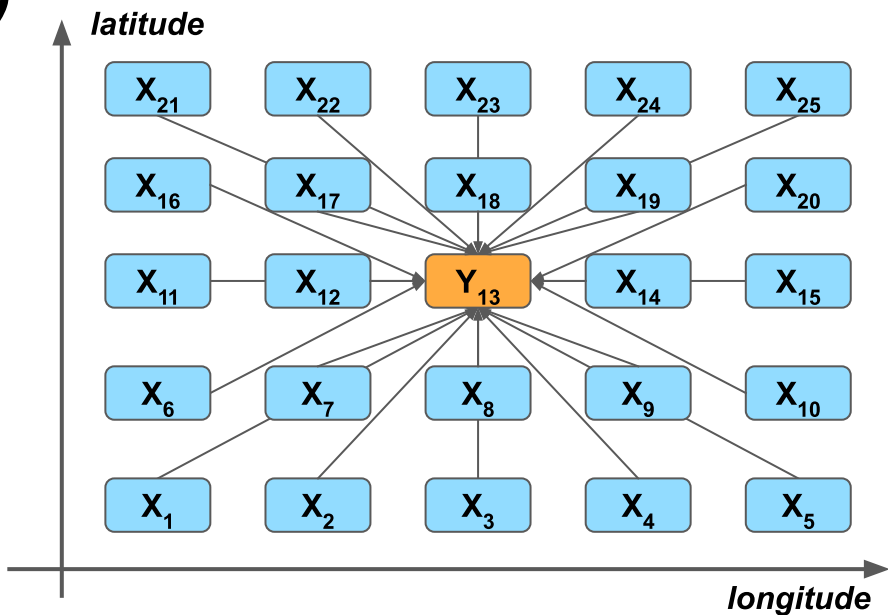 latitude
X21 X22 X23 X24 X25
X16 X17 X18 X19 X20
X11 X12 Y13 X14 X15
X6 X7 X8 X9 X10
X1 X2 X3 X4 X5
longitude